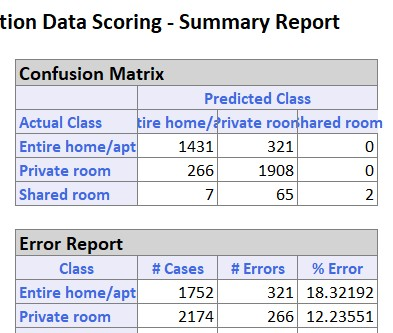 tion Data Scoring - Summary Report
Confusion Matrix
Predicted Class
Actual Class tire home/ Private room hared room
Entire home/apt 1431 321 0
Private room 266 1908 0
Shared room 7 65 2
Error Report
Class # Cases # Errors % Error
Entire home/apt 1752 321 18.32192
Private room 2174 266 12.23551